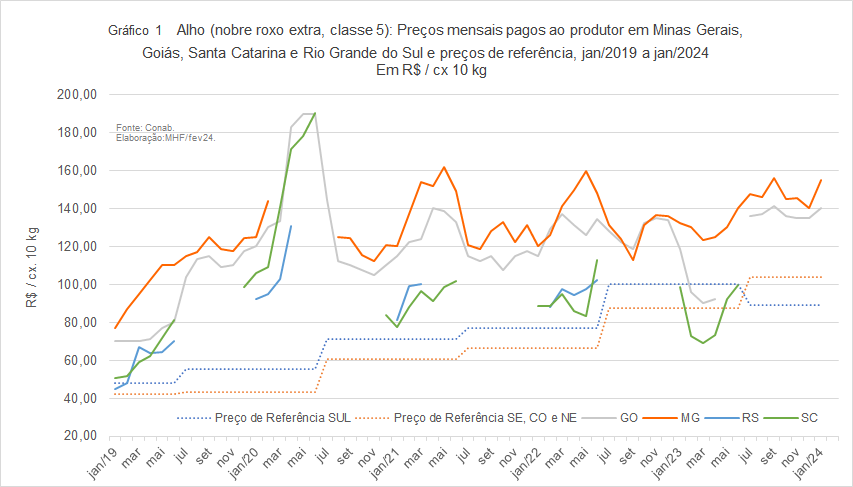 Gráfico 1 Alho (nobre roxo extra, classe 5): Preços mensais pagos ao produtor em Minas Gerais,
Goiás, Santa Catarina e Rio Grande do Sul e preços de referência, jan/2019 a jan/2024
Em R$ / cx 10 kg
Fonte: Conab.
Elaboração:MHF/fev24.
R$ / cx. 10 kg
200,00
180,00
160,00
140,00
120,00
100,00
80,00
60,00
40,00
20,00
Preço de Referência SUL Preço de Referência SE, CO e NE GO MG RS SC
jan/19 mar mai jul set nov jan/20 mar mai jul set nov jan/21 mar mai jul set nov jan/22 mar mai jul set nov jan/23 mar mai jul set nov jan/24